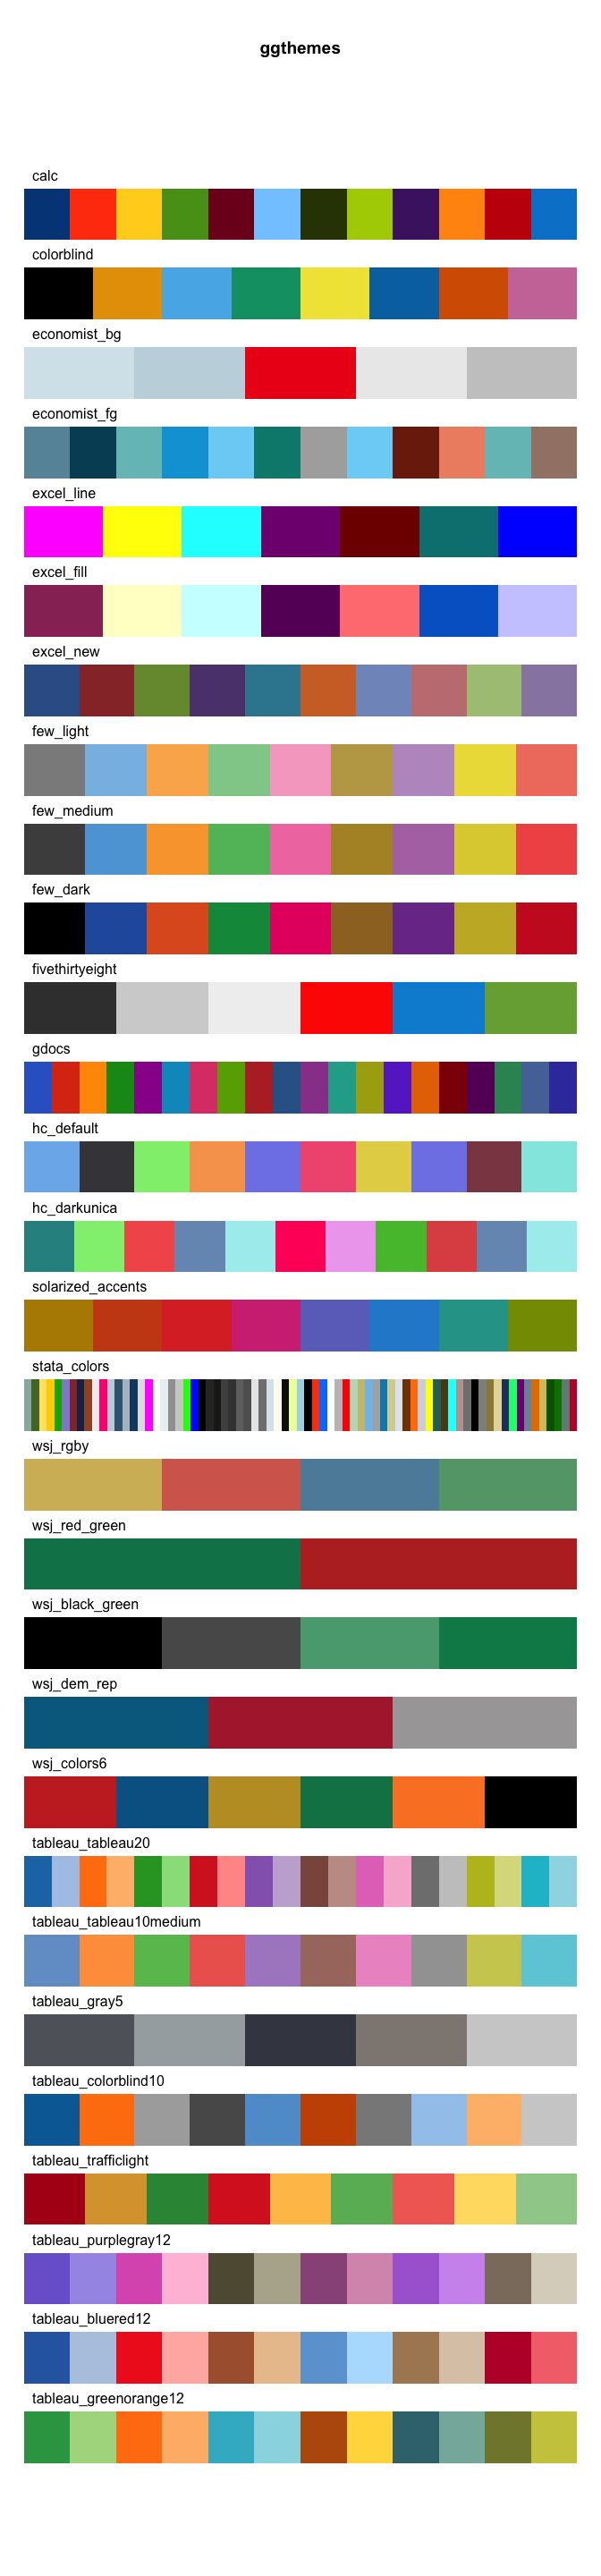 ggthemes
calc
colorblind
economist_bg
economist_fg
excel_line
excel_fill
excel_new
few_light
few_medium
few_dark
fivethirtyeight
gdocs
hc_default
hc_darkunica
solarized_accents
stata_colors
wsj_rgby
wsj_red_green
wsj_black_green
wsj_dem_rep
wsj_colors6
tableau_tableau20
tableau_tableau10medium
tableau_gray5
tableau_colorblind10
tableau_trafficlight
tableau_purplegray12
tableau_bluered12
tableau_greenorange12